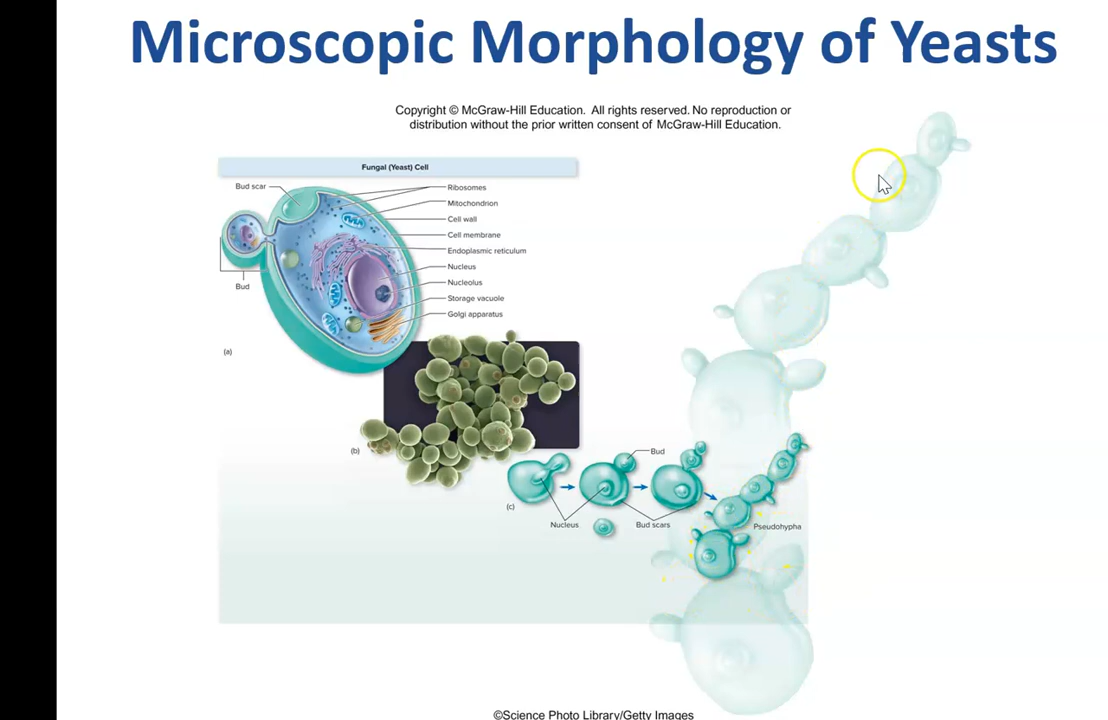 Microscopic Morphology of Yeasts
Copyright © McGraw-Hill Education. All rights reserved. No reproduction or
distribution without the prior written consent of McGraw-Hill Education.
Fungal (Yeast) Cell
Bud scar
Ribosomes
Mitochondrion
Cell wall
Cell membrane
Endoplasmic reticulum
Nucleus
Nucleolus
Storage vacuole
Golgi apparatus
Bud
(a)
(b)
Bud
(c)
Nucleus
Bud scars
Pseudohypha
©Science Photo Library/Getty Images